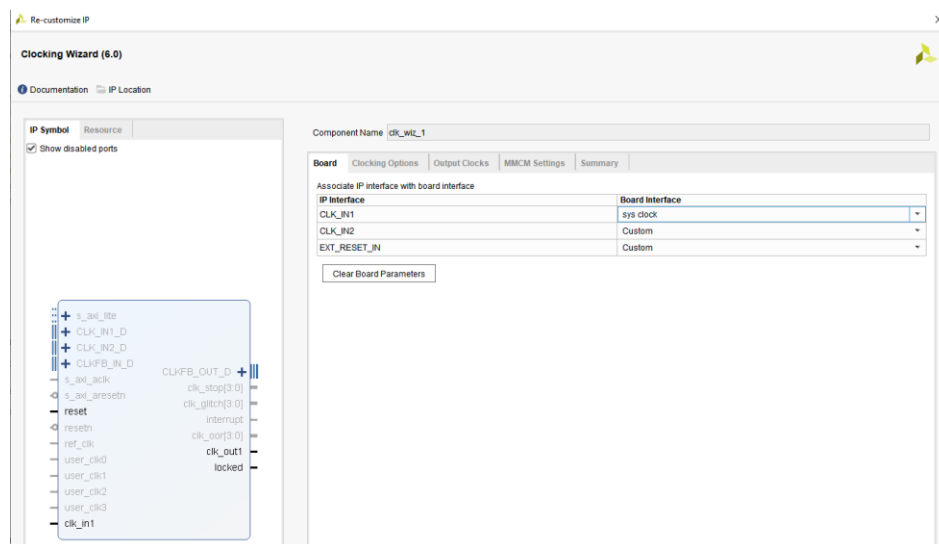 Re-customize IP
Clocking Wizard (6.0)
Documentation IP Location
IP Symbol Resource
Show disabled ports
s_axi_lite
CLK_IN1_D
CLK_IN2_D
CLKFB_IN_D
s_axi_aclk
s_axi_aresetn
reset
resetn
ref_clk
user_clk0
user_clk1
user_clk2
user_clk3
clk_in1
CLKFB_OUT_D
clk_stop[3:0]
clk_glitch[3:0]
interrupt
clk_oor[3:0]
clk_out1
locked
Component Name clk_wiz_1
Board Clocking Options Output Clocks MMCM Settings Summary
Associate IP interface with board interface
IP Interface Board Interface
CLK_IN1 sys clock
CLK_IN2 Custom
EXT_RESET_IN Custom
Clear Board Parameters